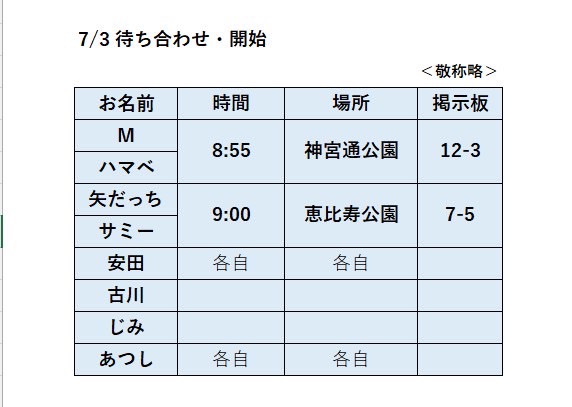 7/3 待ち合わせ・開始
＜敬称略＞
お名前 時間 場所 掲示板
M
8:55 神宮通公園 12-3
ハマベ
矢だっち
9:00 恵比寿公園 7-5
サミー
安田 各自 各自
古川
じみ
あつし 各自 各自